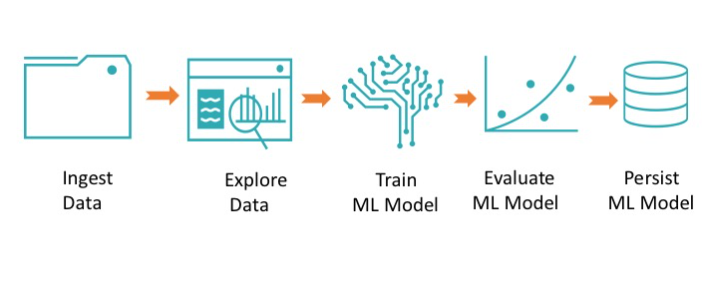 Ingest
Data
Explore
Data
Train
ML Model
Evaluate
ML Model
Persist
ML Model